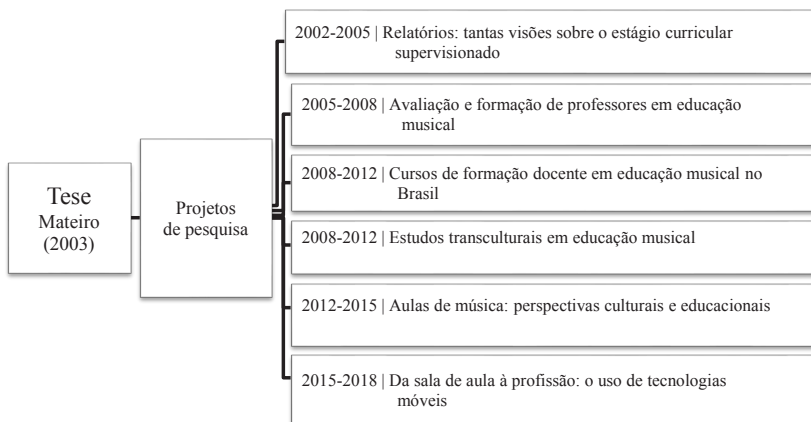 Tese
Mateiro
(2003)
Projetos
de pesquisa
2002-2005 | Relatórios: tantas visões sobre o estágio curricular
supervisionado
2005-2008 | Avaliação e formação de professores em educação
musical
2008-2012 | Cursos de formação docente em educação musical no
Brasil
2008-2012 | Estudos transculturais em educação musical
2012-2015 | Aulas de música: perspectivas culturais e educacionais
2015-2018 | Da sala de aula à profissão: o uso de tecnologias
móveis